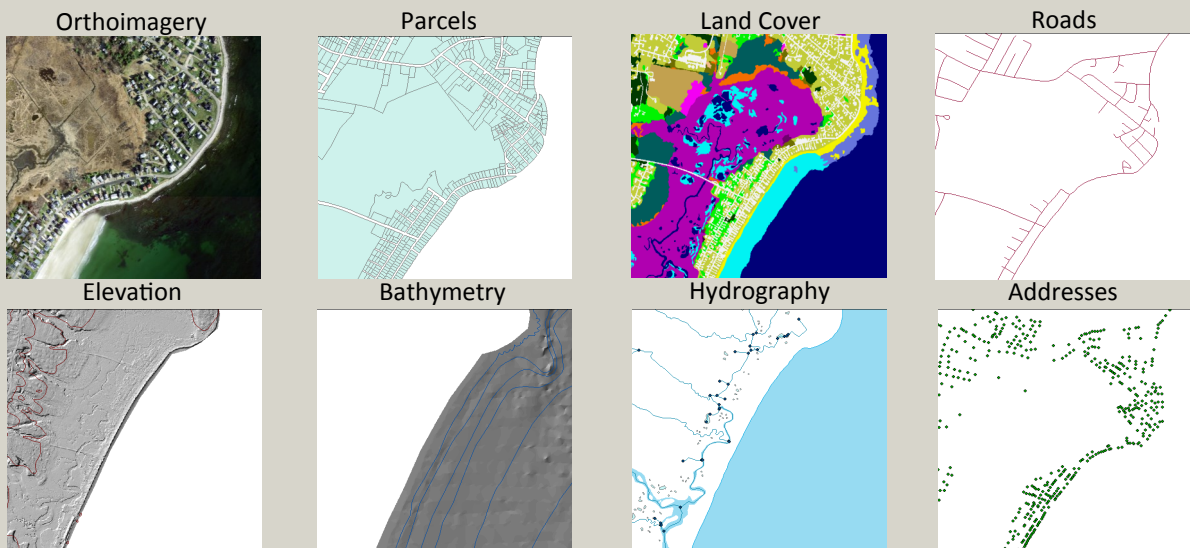 Orthoimagery
Parcels
Land Cover
Roads
Elevation
Bathymetry
Hydrography
Addresses